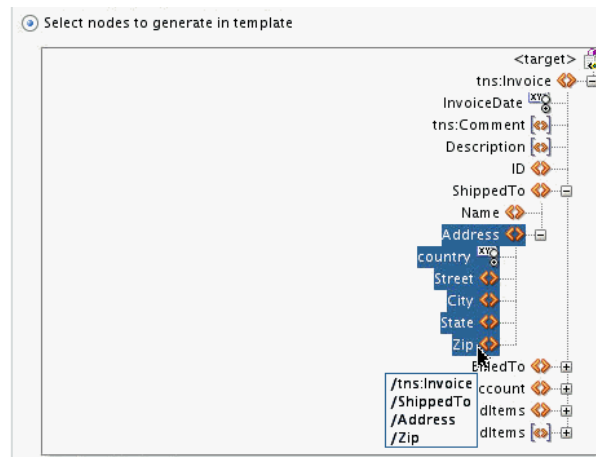 Select nodes to generate in template
<target>
tns:Invoice
InvoiceDate
tns:Comment
Description
ID
ShippedTo
Name
Address
country
Street
City
State
Zip
BilledTo
/tns:Invoice
/ShippedTo
/Address
/Zip
ccount
dItems
dItems